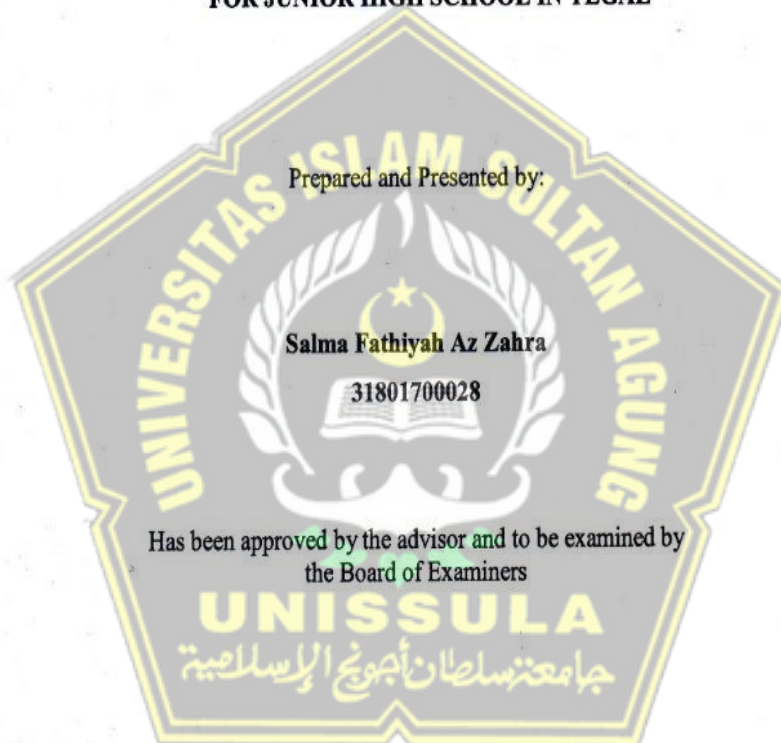 FOR JUNIOR HIGH SCHOOL IN TEGAL
UNIVERSITAS ISLAM SULTAN AGUNG
Prepared and Presented by:
Salma Fathiyah Az Zahra
31801700028
Has been approved by the advisor and to be examined by
the Board of Examiners
UNISSULA
جامعة سلطان أجونج الإسلامية